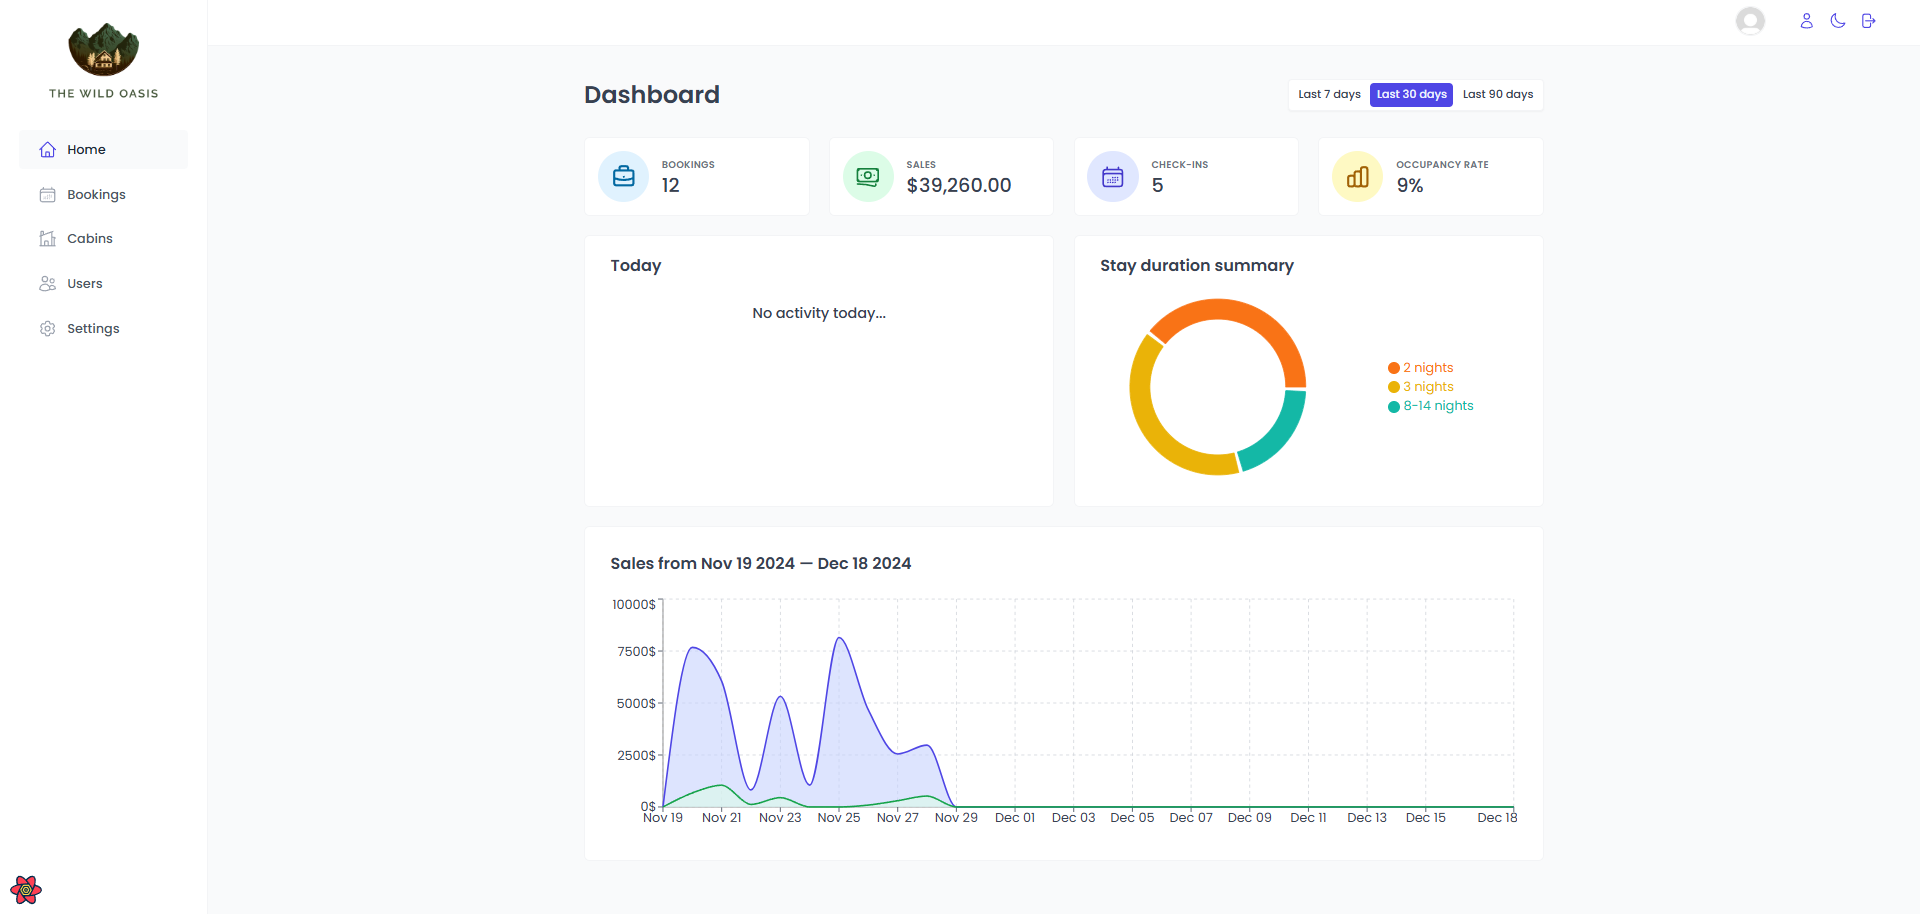 THE WILD OASIS
Home
Bookings
Cabins
Users
Settings
Dashboard
Last 7 days Last 30 days Last 90 days
BOOKINGS
12
SALES
$39,260.00
CHECK-INS
5
OCCUPANCY RATE
9%
Today
No activity today...
Stay duration summary
2 nights
3 nights
8-14 nights
Sales from Nov 19 2024 — Dec 18 2024
10000$
7500$
5000$
2500$
0$
Nov 19 Nov 21 Nov 23 Nov 25 Nov 27 Nov 29 Dec 01 Dec 03 Dec 05 Dec 07 Dec 09 Dec 11 Dec 13 Dec 15 Dec 18